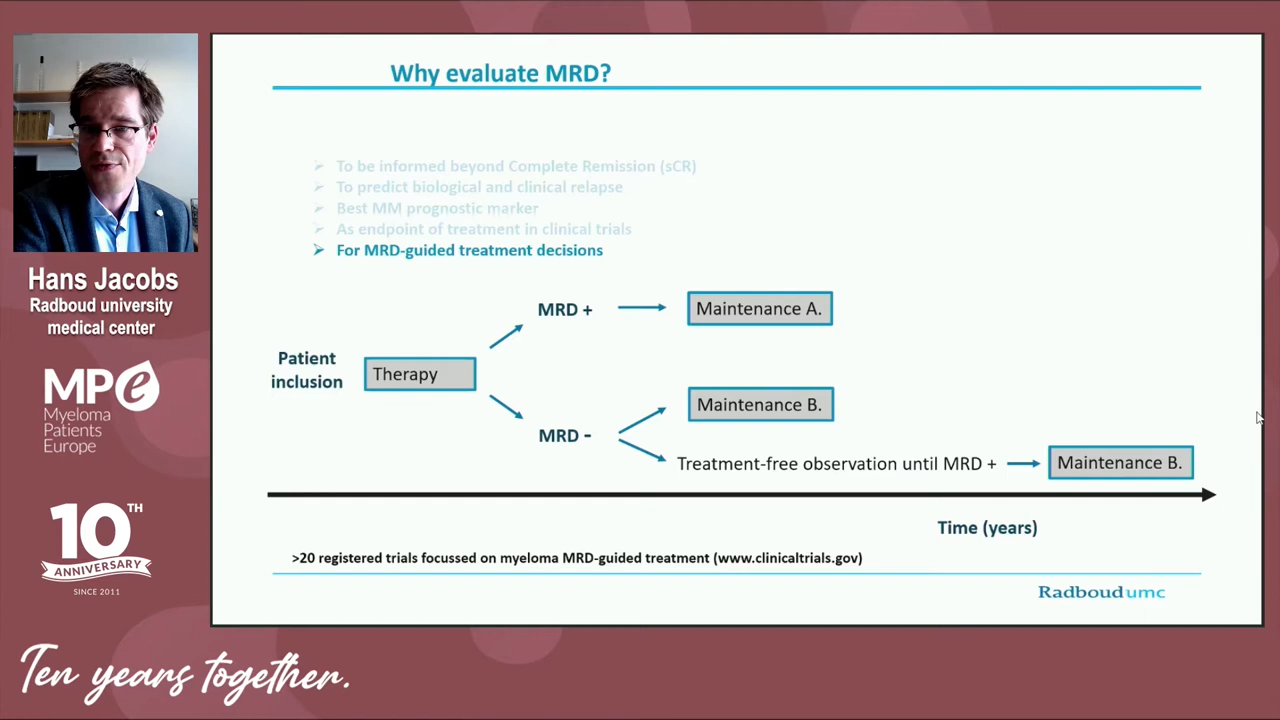 Why evaluate MRD?
➢ To be informed beyond Complete Remission (sCR)
➢ To predict biological and clinical relapse
➢ Best MM prognostic marker
➢ As endpoint of treatment in clinical trials
➢ For MRD-guided treatment decisions
Patient
inclusion
Therapy
MRD +
Maintenance A.
MRD -
Maintenance B.
Treatment-free observation until MRD +
Maintenance B.
Time (years)
>20 registered trials focussed on myeloma MRD-guided treatment (www.clinicaltrials.gov)
Radboudumc
Hans Jacobs
Radboud university
medical center
MPe
Myeloma
Patients
Europe
10TH
ANNIVERSARY
SINCE 2011
Ten years together.